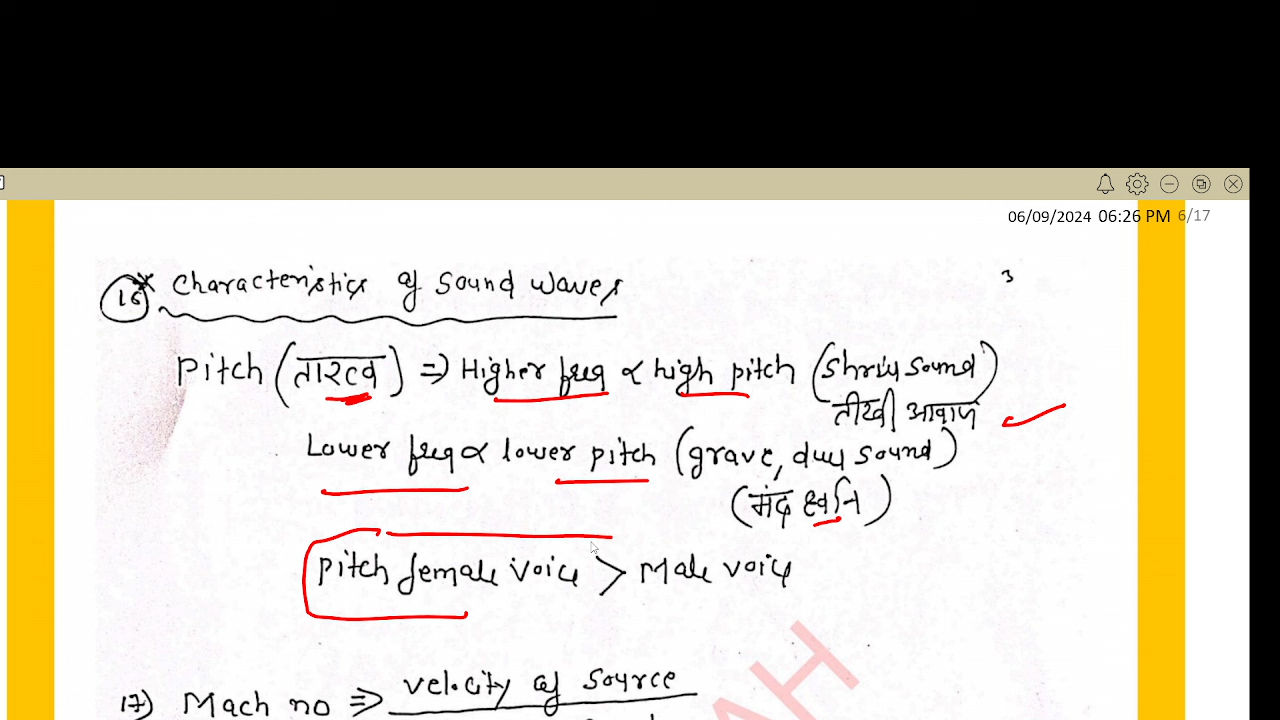 06/09/2024 06:26 PM 6/17
16 * Characteristics of Sound Waves
3
Pitch (तारत्व) ⇒ Higher freq ∝ high pitch (Shrill Sound)
तीखी आवाज
Lower freq ∝ lower pitch (grave, dull sound)
(मंद ध्वनि)
Pitch female voice > Male voice
17) Mach no ⇒ velocity of source
AH